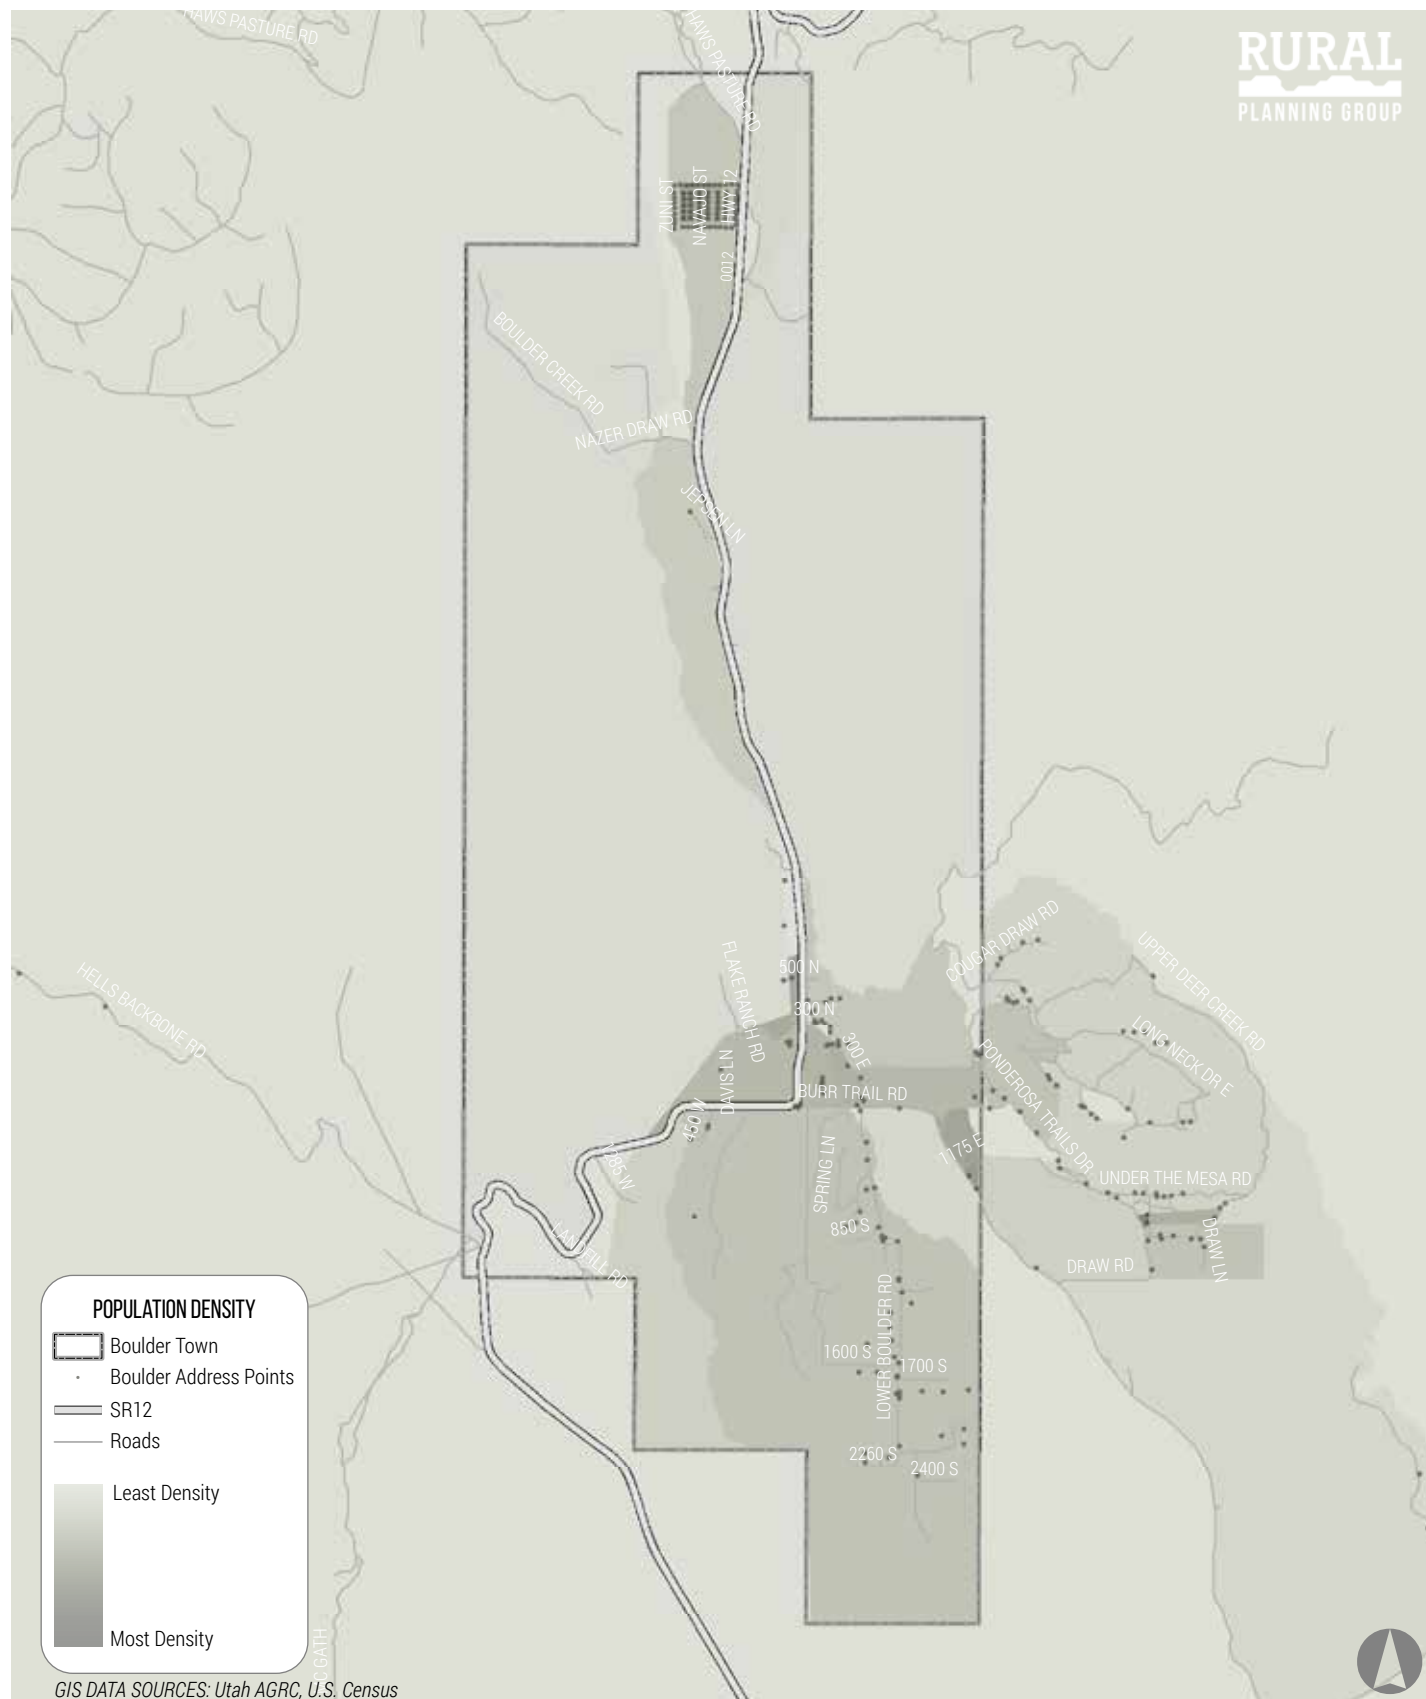 HAWS PASTURE RD
HAWS PASTURE RD
RURAL
PLANNING GROUP
ZUNI ST
NAVAJO ST
HWY 12
0012
BOULDER CREEK RD
NAZER DRAW RD
JEPSEN LN
HELLS BACKBONE RD
FLAKE RANCH RD
500 N
300 N
300 E
COUGAR DRAW RD
UPPER DEER CREEK RD
LONG NECK DR E
PONDEROSA TRAILS DR
DAVIS LN
450 W
BURR TRAIL RD
1175 E
SPRING LN
UNDER THE MESA RD
850 S
LANDFILL RD
DRAW RD
DRAW LN
LOWER BOULDER RD
1600 S
1700 S
2260 S
2400 S
POPULATION DENSITY
Boulder Town
Boulder Address Points
SR12
Roads
Least Density
Most Density
GIS DATA SOURCES: Utah AGRC, U.S. Census